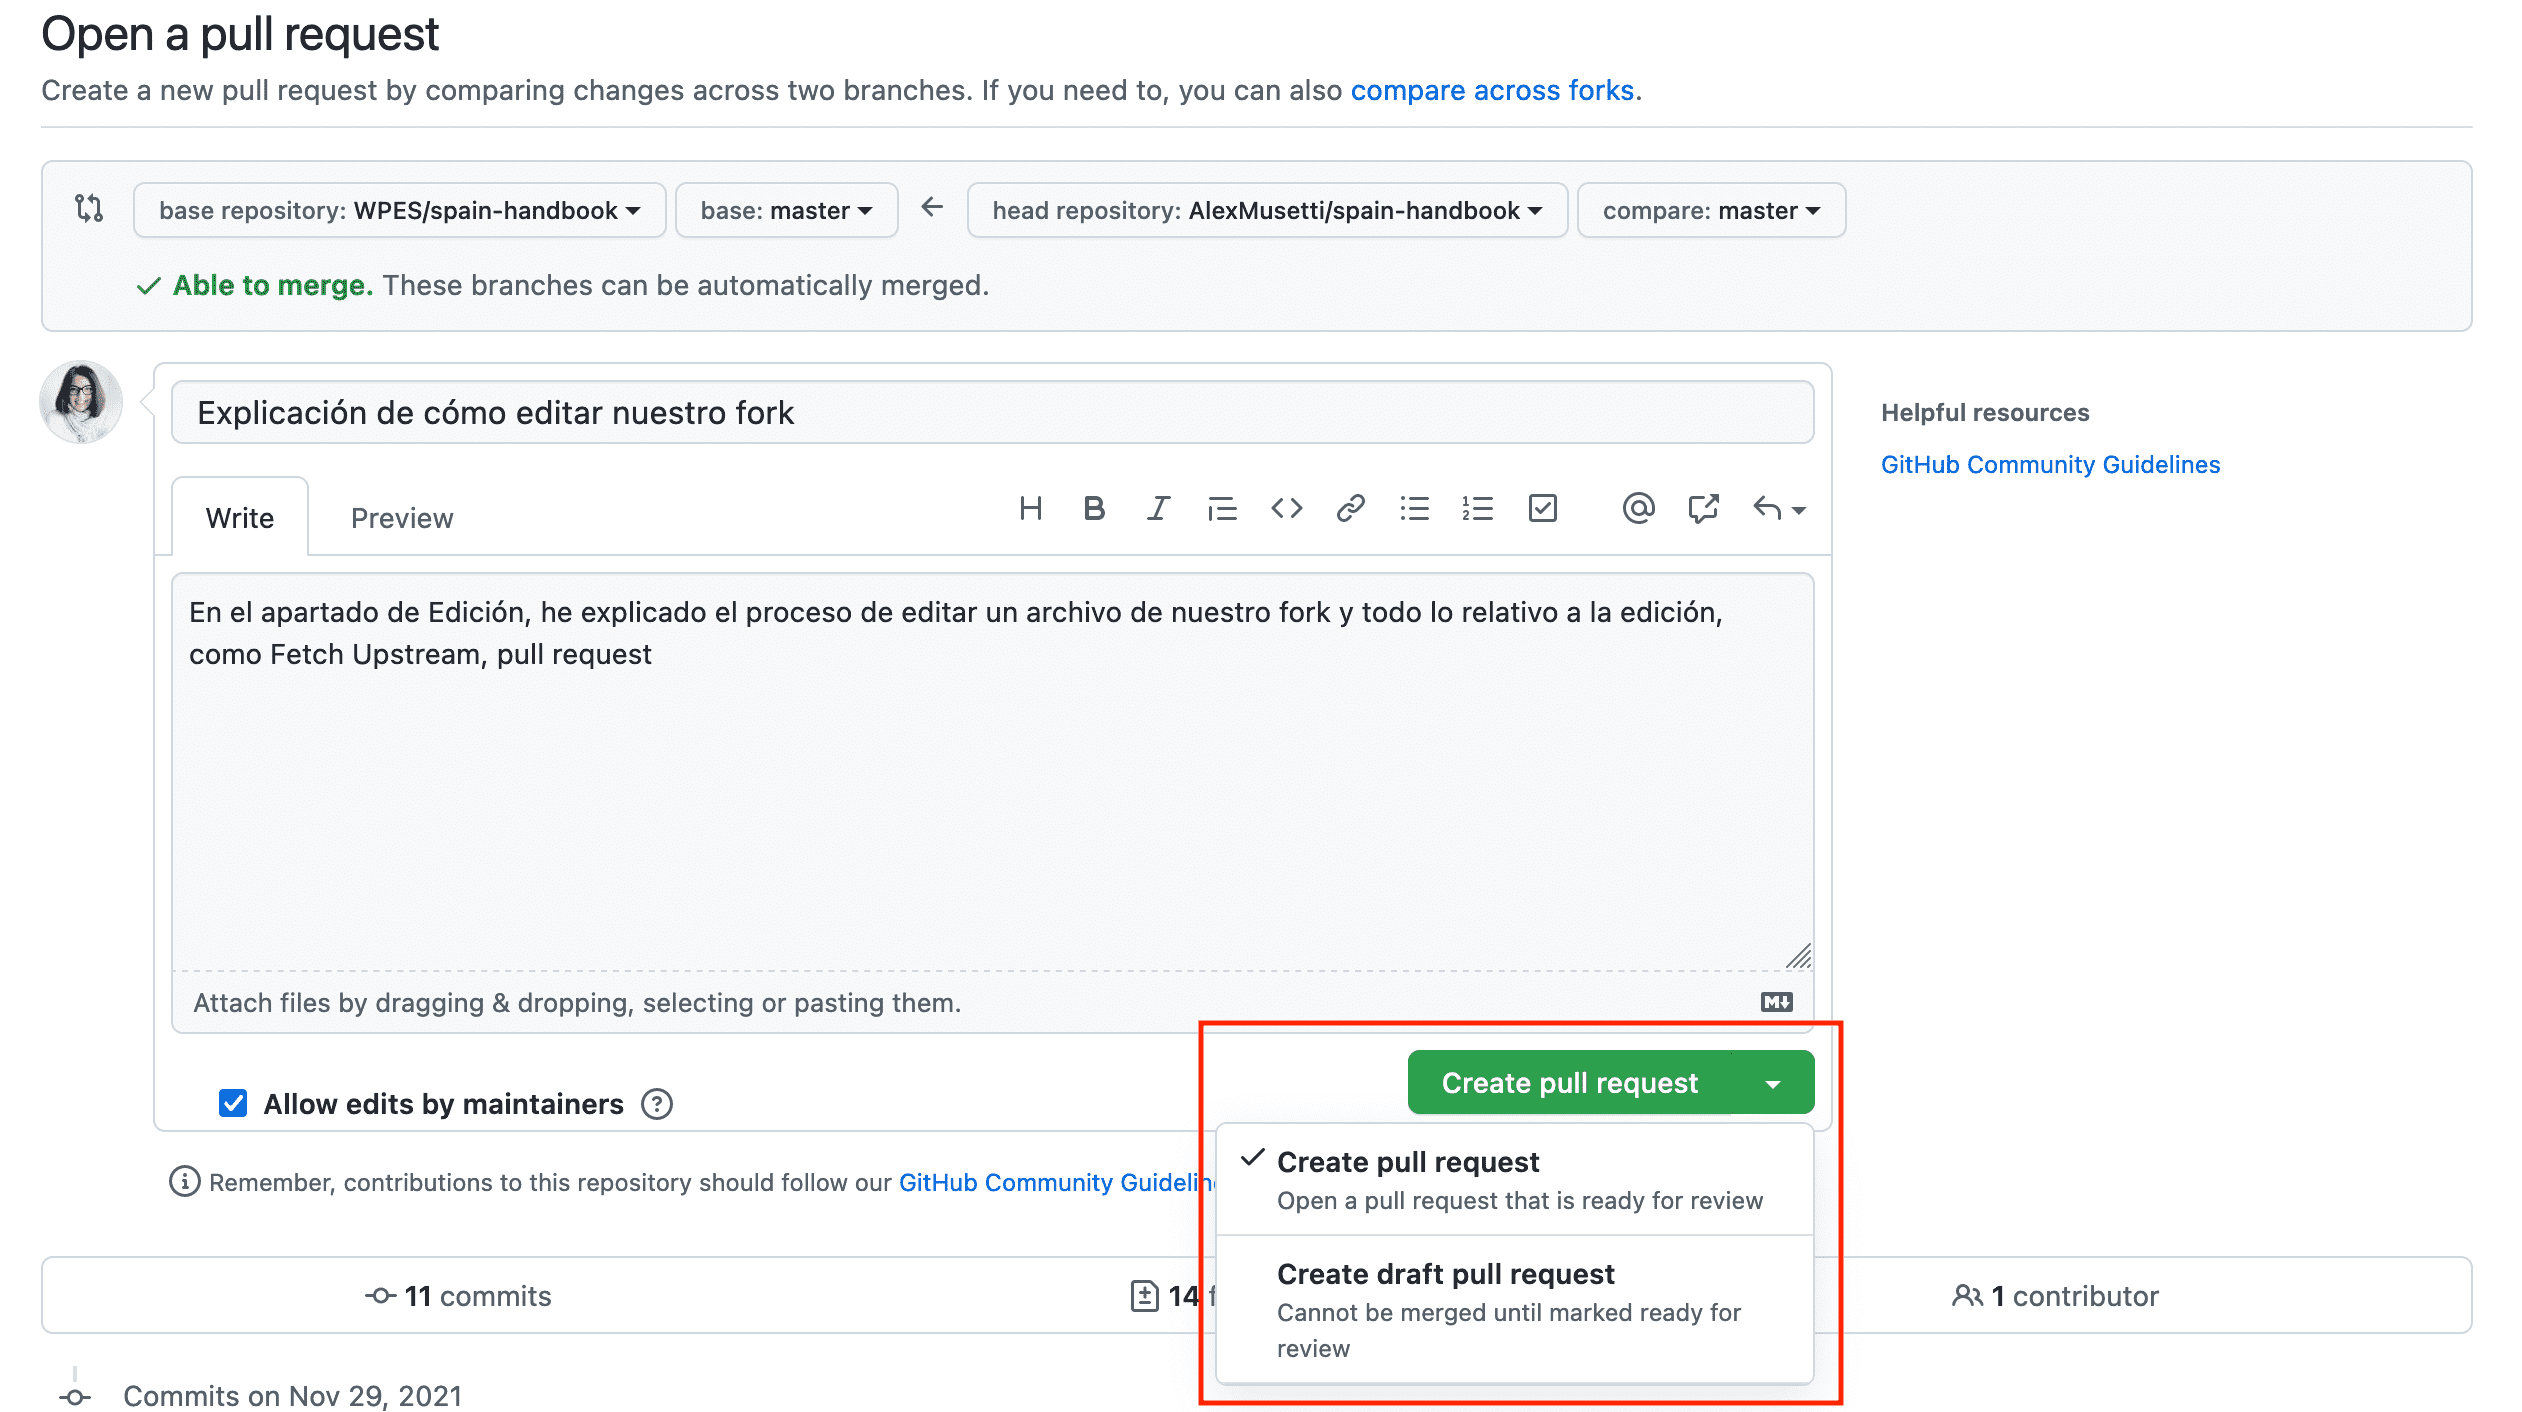 Open a pull request
Create a new pull request by comparing changes across two branches. If you need to, you can also compare across forks.
base repository: WPES/spain-handbook base: master head repository: AlexMusetti/spain-handbook compare: master
Able to merge. These branches can be automatically merged.
Explicación de cómo editar nuestro fork
Helpful resources
GitHub Community Guidelines
Write Preview
En el apartado de Edición, he explicado el proceso de editar un archivo de nuestro fork y todo lo relativo a la edición,
como Fetch Upstream, pull request
Attach files by dragging & dropping, selecting or pasting them.
Allow edits by maintainers
Create pull request
Create pull request
Open a pull request that is ready for review
Create draft pull request
Cannot be merged until marked ready for
review
Remember, contributions to this repository should follow our GitHub Community
11 commits
14
1 contributor
Commits on Nov 29, 2021